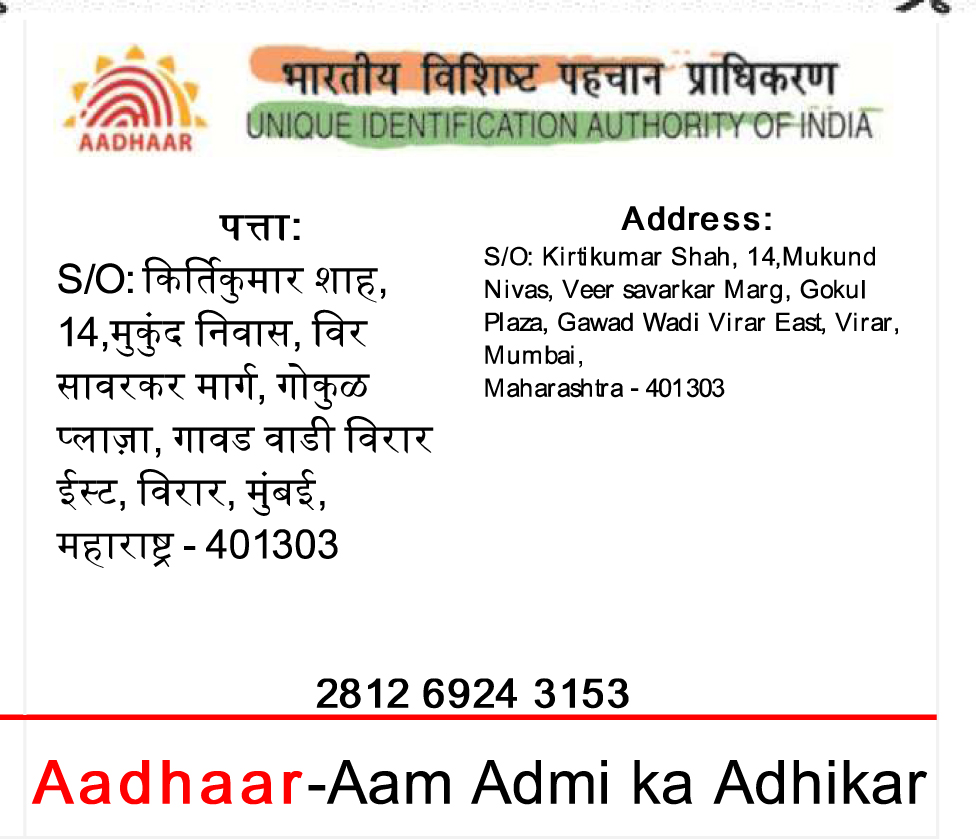 AADHAAR
भारतीय विशिष्ट पहचान प्राधिकरण
UNIQUE IDENTIFICATION AUTHORITY OF INDIA
पत्ता:
S/O: किर्तिकुमार शाह,
14,मुकुंद निवास, विर
सावरकर मार्ग, गोकुळ
प्लाज़ा, गावड वाडी विरार
ईस्ट, विरार, मुंबई,
महाराष्ट्र - 401303
Address:
S/O: Kirtikumar Shah, 14,Mukund
Nivas, Veer savarkar Marg, Gokul
Plaza, Gawad Wadi Virar East, Virar,
Mumbai,
Maharashtra - 401303
2812 6924 3153
Aadhaar-Aam Admi ka Adhikar